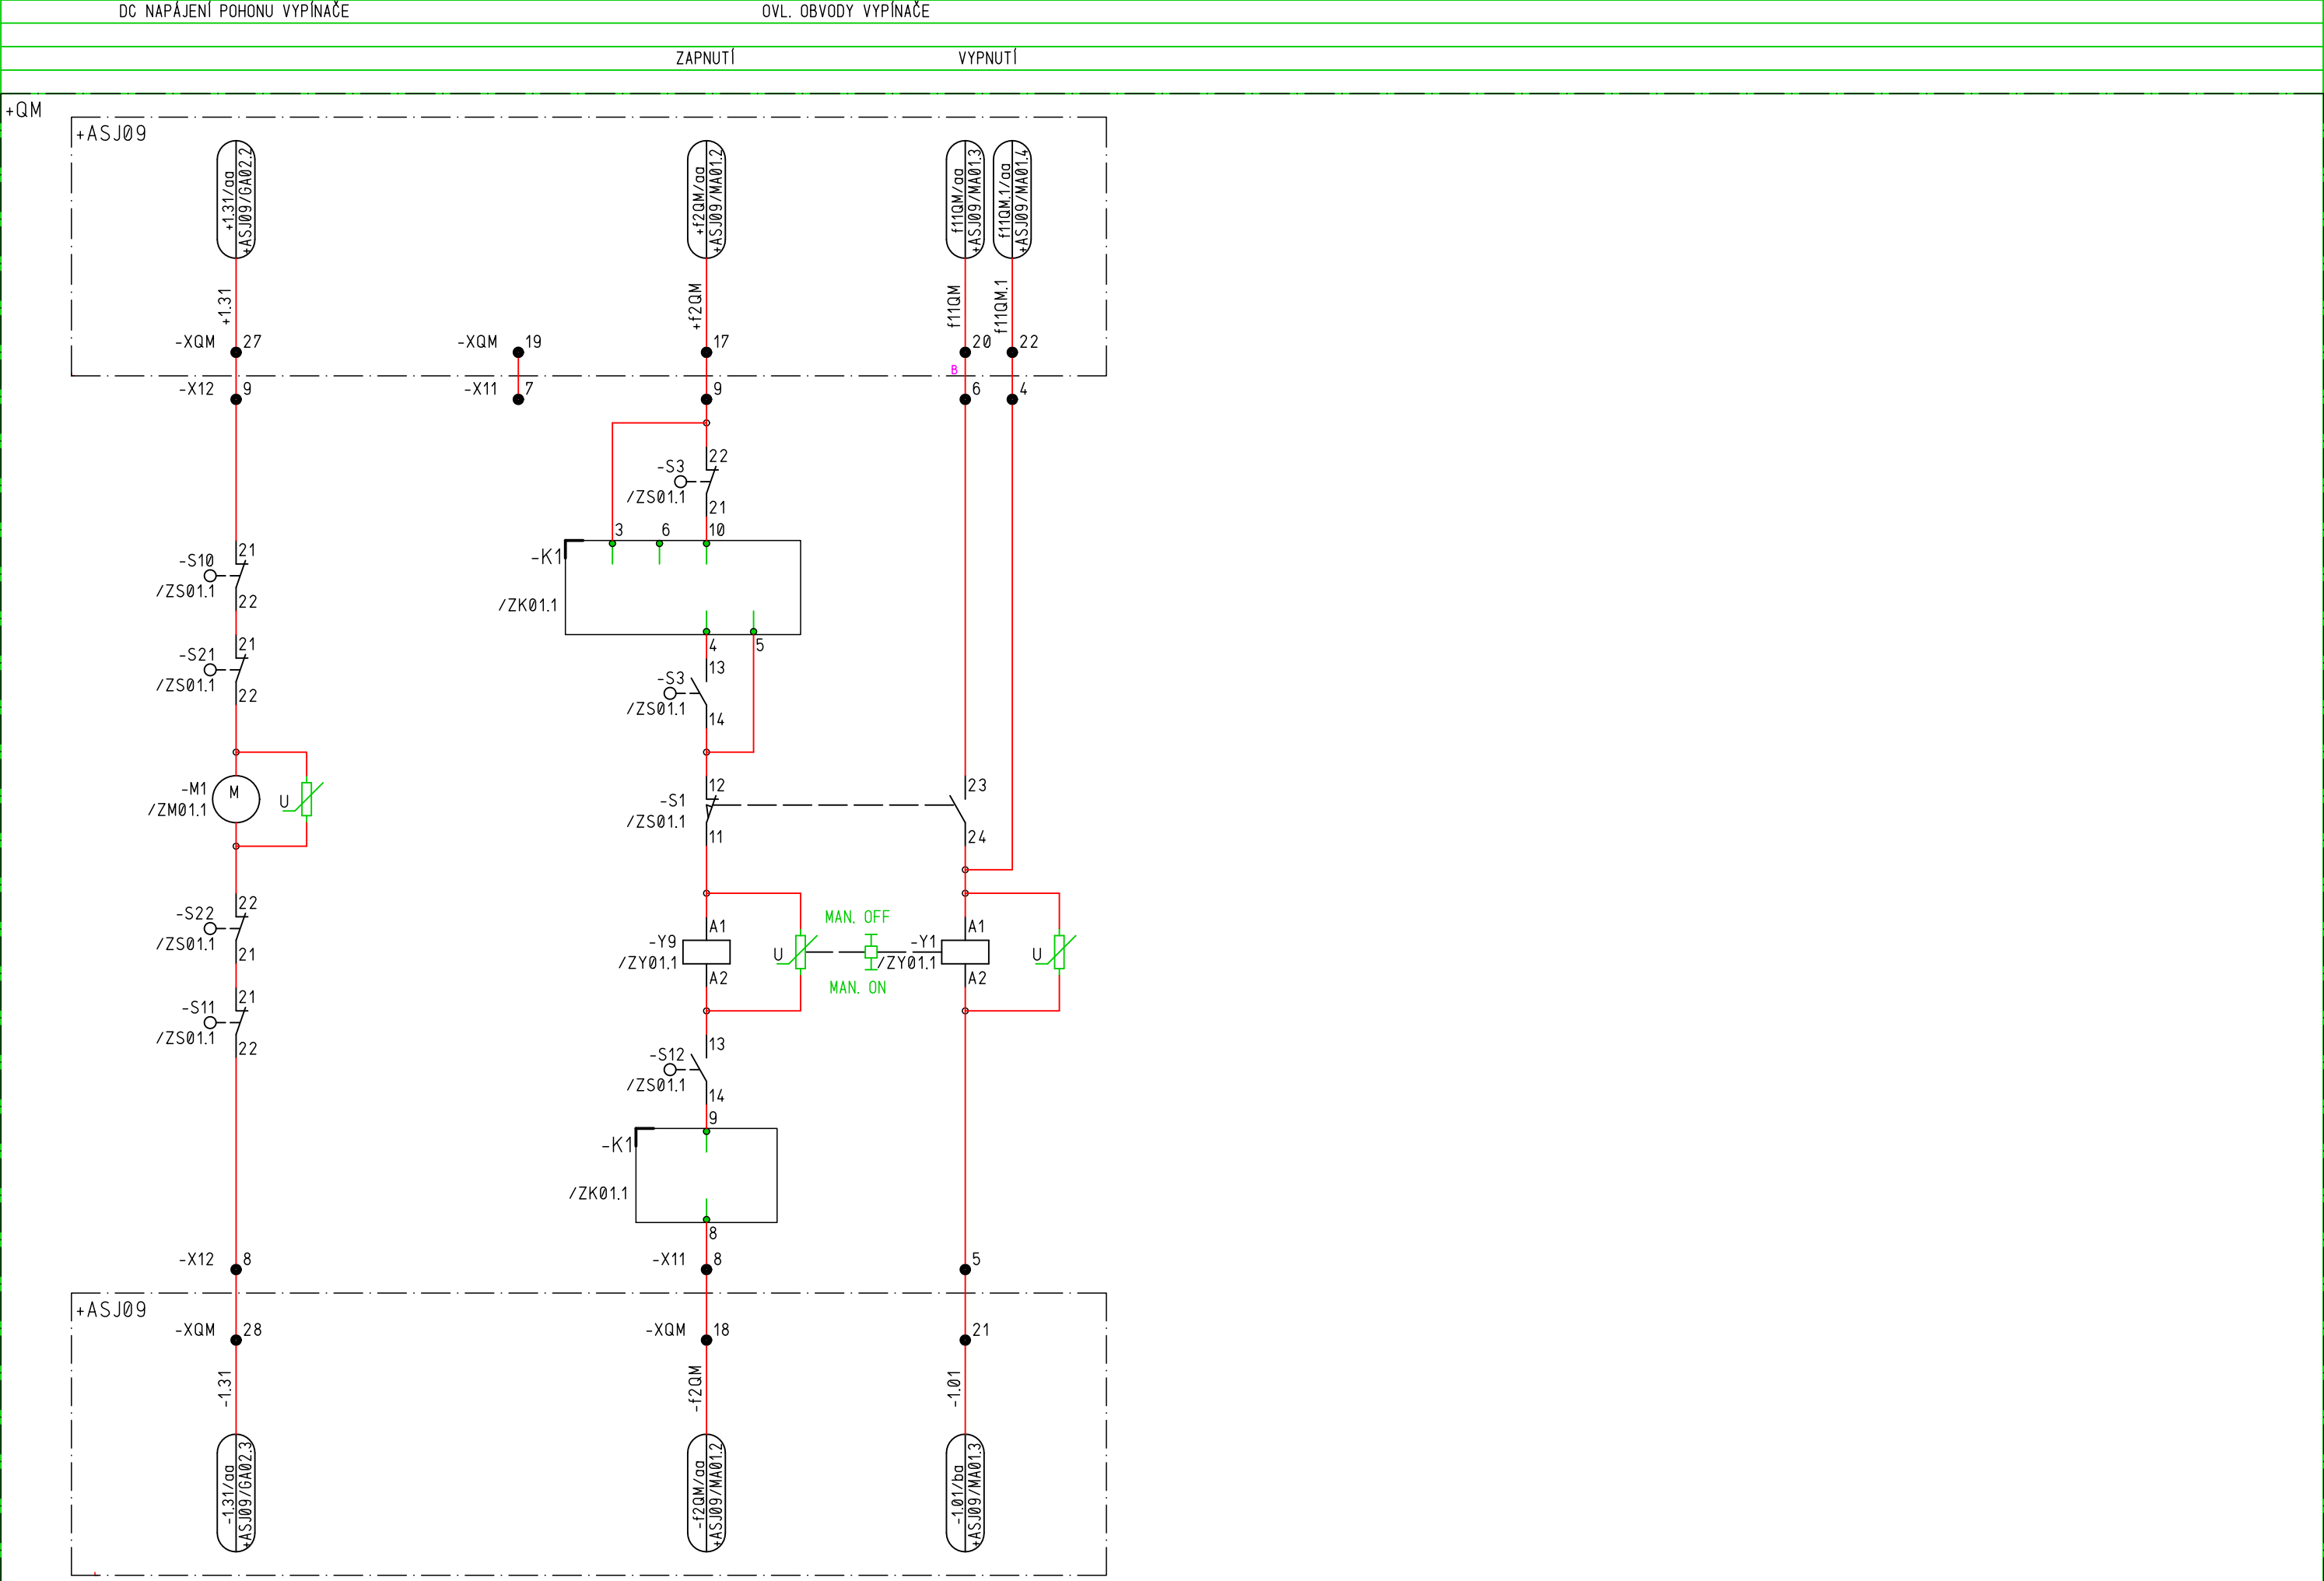 DC NAPÁJENÍ POHONU VYPÍNAČE
OVL. OBVODY VYPÍNAČE
ZAPNUTÍ
VYPNUTÍ
+QM
+ASJ09
+1.31/aa
+ASJ09/GA02.2
+f2QM/aa
+ASJ09/MA01.2
f11QM/aa
+ASJ09/MA01.3
f11QM.1/aa
+ASJ09/MA01.4
+1.31
+f2QM
f11QM
f11QM.1
-XQM 27
-XQM 19
17
20
22
B
-X12 9
-X11 7
9
6
4
22
-S3
/ZS01.1
21
3 6 10
-K1
/ZK01.1
4 5
21
-S10
/ZS01.1
22
21
-S21
/ZS01.1
22
13
-S3
/ZS01.1
14
-M1
/ZM01.1
M
U
12
-S1
/ZS01.1
11
23
24
22
-S22
/ZS01.1
21
A1
-Y9
/ZY01.1
A2
U
MAN. OFF
MAN. ON
A1
-Y1
/ZY01.1
A2
U
21
-S11
/ZS01.1
22
13
-S12
/ZS01.1
14
9
-K1
/ZK01.1
8
-X12 8
-X11 8
5
+ASJ09
-XQM 28
-XQM 18
21
-1.31
-f2QM
-1.01
-1.31/aa
+ASJ09/GA02.3
-f2QM/aa
+ASJ09/MA01.2
-1.01/ba
+ASJ09/MA01.3